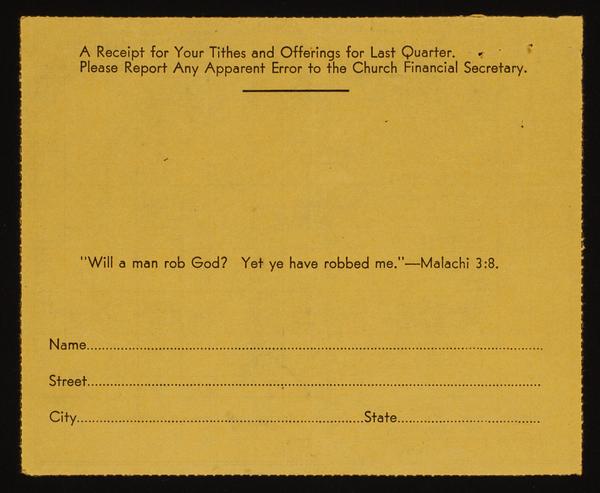 A Receipt for Your Tithes and Offerings for Last Quarter.
Please Report Any Apparent Error to the Church Financial Secretary.
"Will a man rob God? Yet ye have robbed me."—Malachi 3:8.
Name
Street
City State